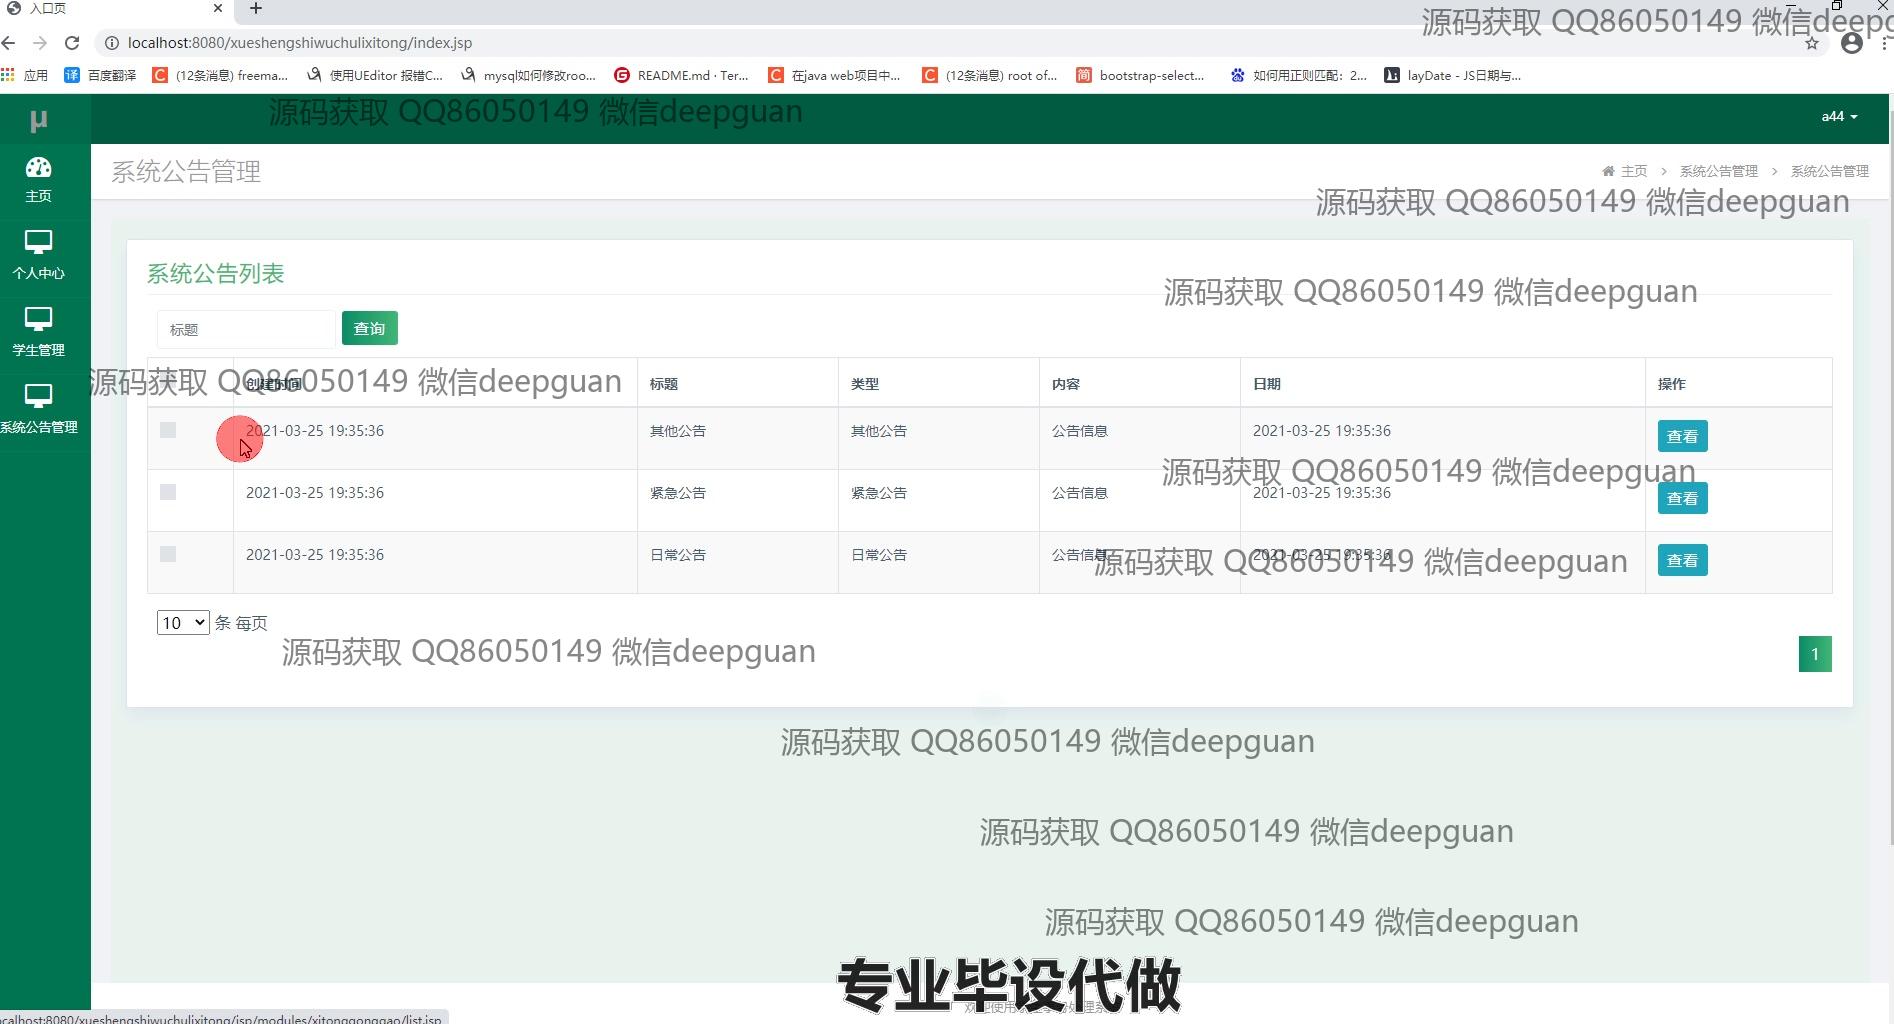 入口页
源码获取 QQ86050149 微信deepg
localhost:8080/xueshengshiwuchulixitong/index.jsp
应用 百度翻译 (12条消息) freema... 使用UEditor 报错C... mysql如何修改roo... README.md · Ter... 在java web项目中... (12条消息) root of... bootstrap-select... 如何用正则匹配：2... layDate - JS日期与...
μ
源码获取 QQ86050149 微信deepguan
a44
主页
个人中心
学生管理
系统公告管理
系统公告管理
主页 > 系统公告管理 > 系统公告管理
源码获取 QQ86050149 微信deepguan
系统公告列表
源码获取 QQ86050149 微信deepguan
标题 查询
源码获取 QQ86050149 微信deepguan
创建时间 标题 类型 内容 日期 操作
2021-03-25 19:35:36 其他公告 其他公告 公告信息 2021-03-25 19:35:36 查看
源码获取 QQ86050149 微信deepguan
2021-03-25 19:35:36 紧急公告 紧急公告 公告信息 2021-03-25 19:35:36 查看
2021-03-25 19:35:36 日常公告 日常公告 公告信息 2021-03-25 19:35:36 查看
源码获取 QQ86050149 微信deepguan
10 条 每页
源码获取 QQ86050149 微信deepguan
1
源码获取 QQ86050149 微信deepguan
源码获取 QQ86050149 微信deepguan
源码获取 QQ86050149 微信deepguan
专业毕设代做
localhost:8080/xueshengshiwuchulixitong/jsp/modules/xitonggonggao/list.jsp